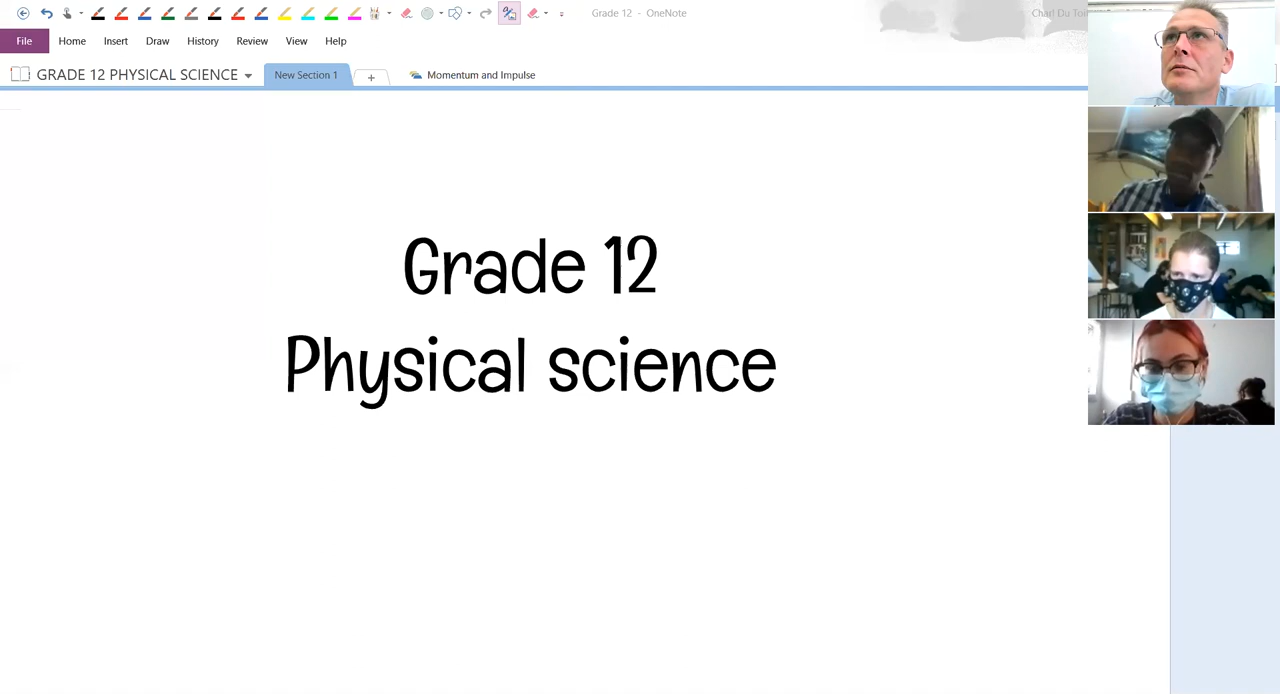 Grade 12 - OneNote
File Home Insert Draw History Review View Help
GRADE 12 PHYSICAL SCIENCE New Section 1 + Momentum and Impulse
Grade 12
Physical science